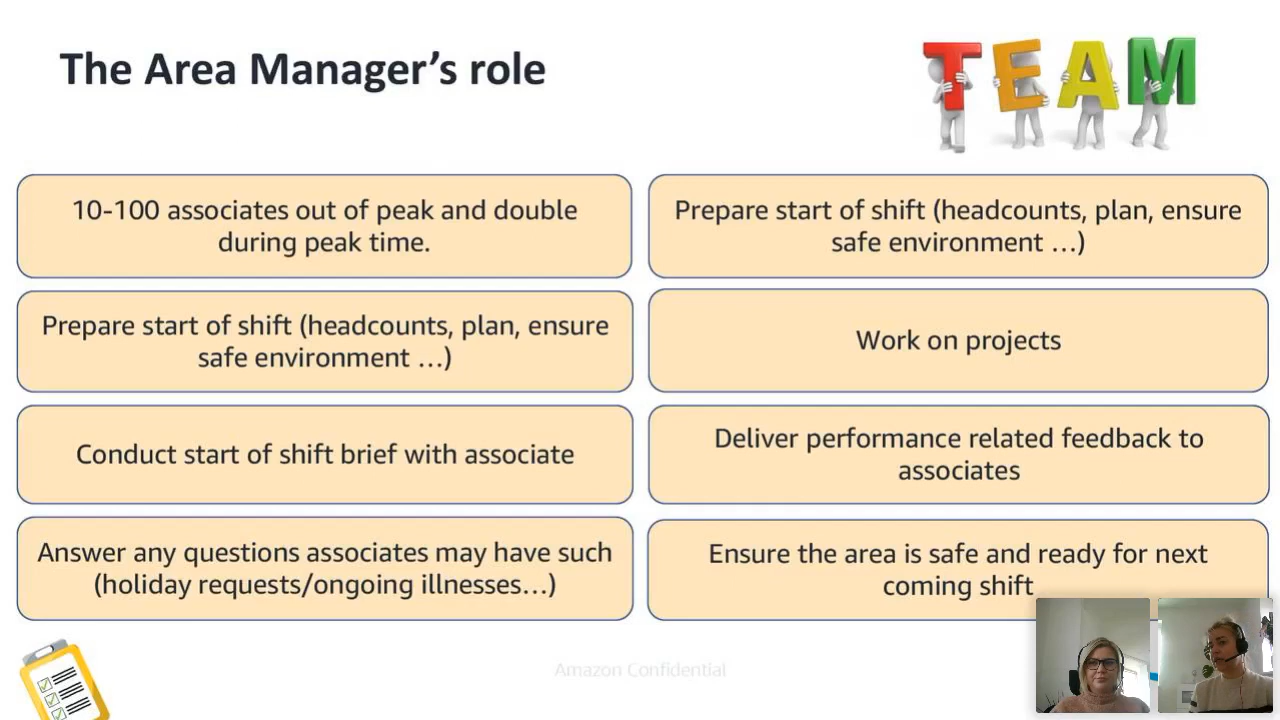 The Area Manager’s role
TEAM
10-100 associates out of peak and double
during peak time.
Prepare start of shift (headcounts, plan, ensure
safe environment …)
Prepare start of shift (headcounts, plan, ensure
safe environment …)
Work on projects
Conduct start of shift brief with associate
Deliver performance related feedback to
associates
Answer any questions associates may have such
(holiday requests/ongoing illnesses…)
Ensure the area is safe and ready for next
coming shift
Amazon Confidential